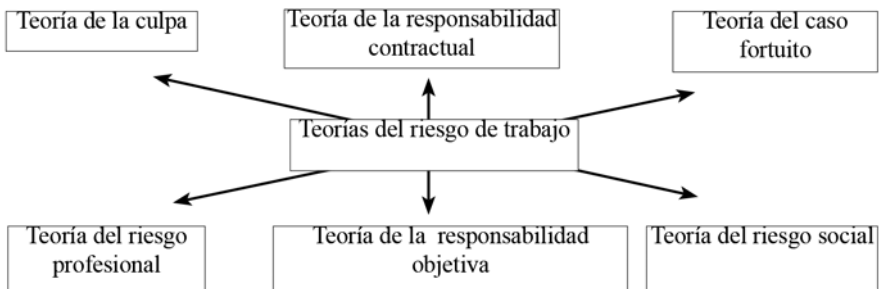 Teoría de la culpa
Teoría de la responsabilidad
contractual
Teoría del caso
fortuito
Teorías del riesgo de trabajo
Teoría del riesgo
profesional
Teoría de la responsabilidad
objetiva
Teoría del riesgo social